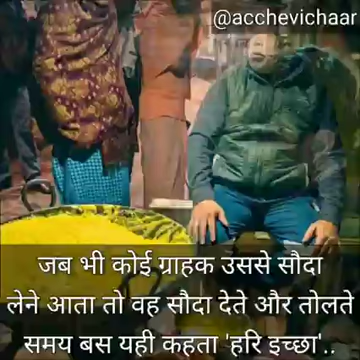 @acchevichaar
जब भी कोई ग्राहक उससे सौदा
लेने आता तो वह सौदा देते और तोलते
समय बस यही कहता 'हरि इच्छा'..